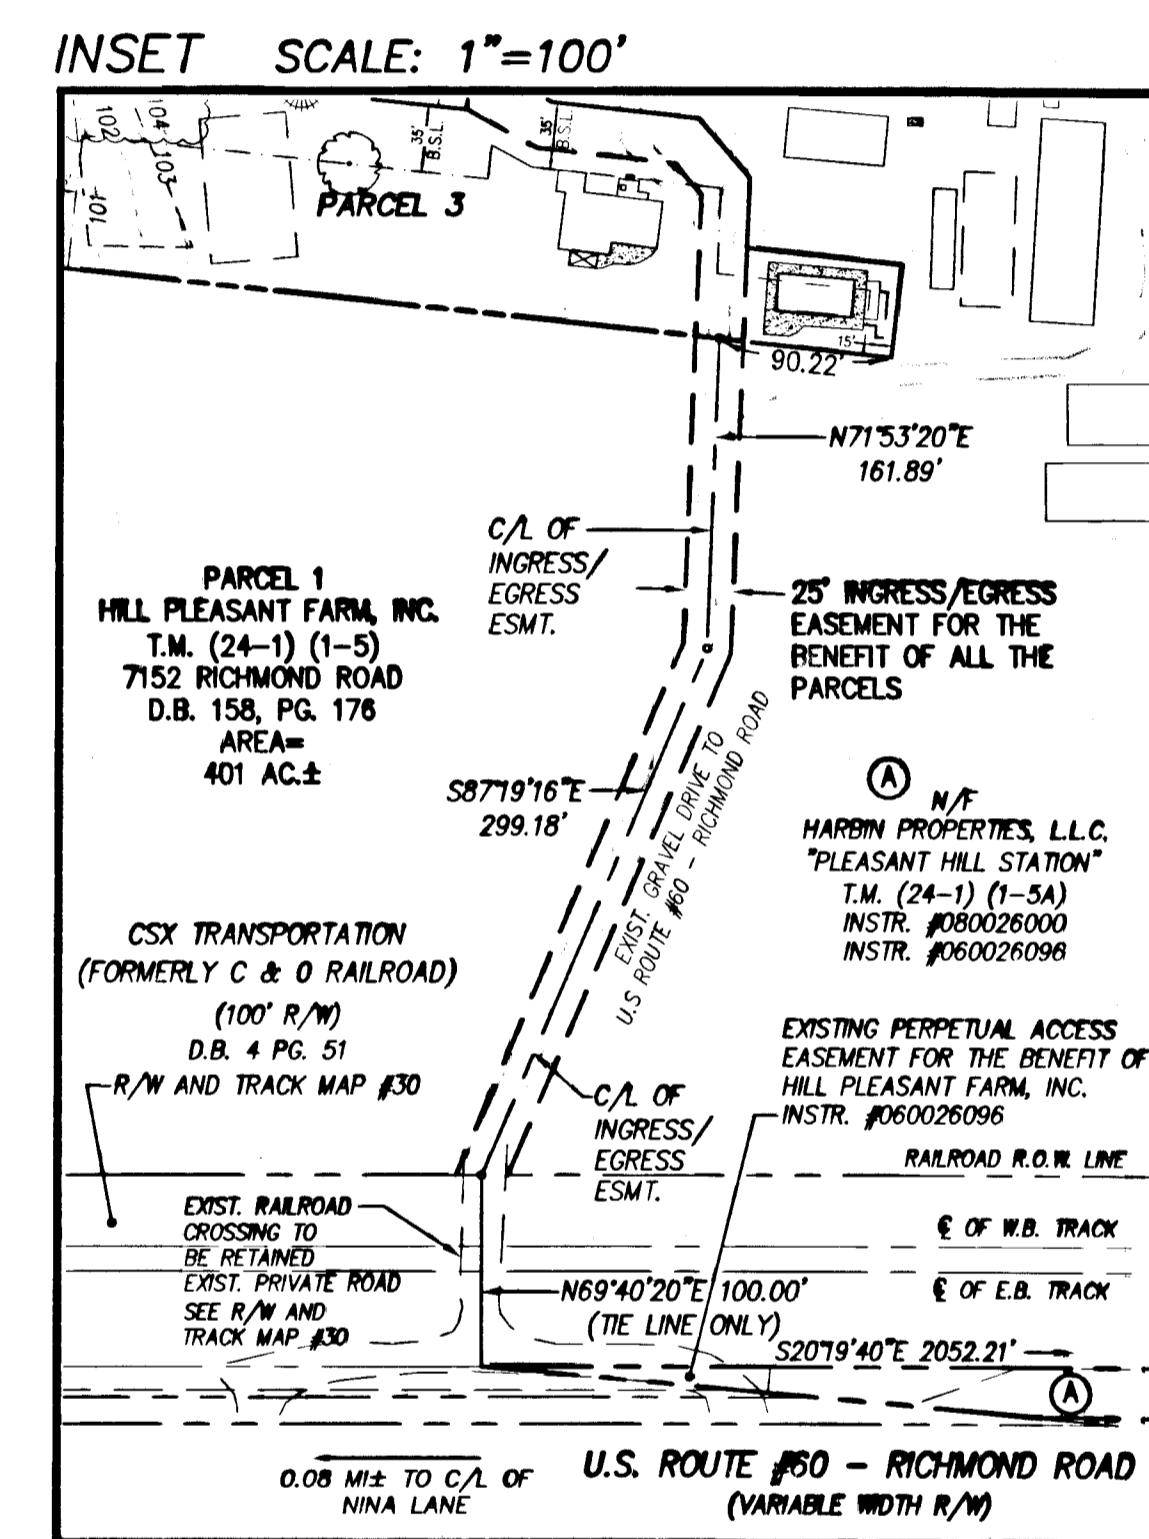 INSET SCALE: 1"=100'
102
104
103
101
35'
B.S.L.
35'
B.S.L.
PARCEL 3
15'
90.22'
N71°53'20"E
161.89'
C/L OF
INGRESS/
EGRESS
ESMT.
25' INGRESS/EGRESS
EASEMENT FOR THE
BENEFIT OF ALL THE
PARCELS
PARCEL 1
HILL PLEASANT FARM, INC.
T.M. (24-1) (1-5)
7152 RICHMOND ROAD
D.B. 158, PG. 176
AREA=
401 AC.±
S87°19'16"E
299.18'
EXIST. GRAVEL DRIVE TO
U.S ROUTE #60 - RICHMOND ROAD
A
N/F
HARBIN PROPERTIES, L.L.C.
"PLEASANT HILL STATION"
T.M. (24-1) (1-5A)
INSTR. #080026000
INSTR. #060026096
CSX TRANSPORTATION
(FORMERLY C & O RAILROAD)
(100' R/W)
D.B. 4 PG. 51
R/W AND TRACK MAP #30
EXISTING PERPETUAL ACCESS
EASEMENT FOR THE BENEFIT OF
HILL PLEASANT FARM, INC.
INSTR. #060026096
C/L OF
INGRESS/
EGRESS
ESMT.
RAILROAD R.O.W. LINE
EXIST. RAILROAD
CROSSING TO
BE RETAINED
EXIST. PRIVATE ROAD
SEE R/W AND
TRACK MAP #30
℄ OF W.B. TRACK
℄ OF E.B. TRACK
N69°40'20"E 100.00'
(TIE LINE ONLY)
S20°19'40"E 2052.21'
A
0.08 MI± TO C/L OF
NINA LANE
U.S. ROUTE #60 - RICHMOND ROAD
(VARIABLE WIDTH R/W)